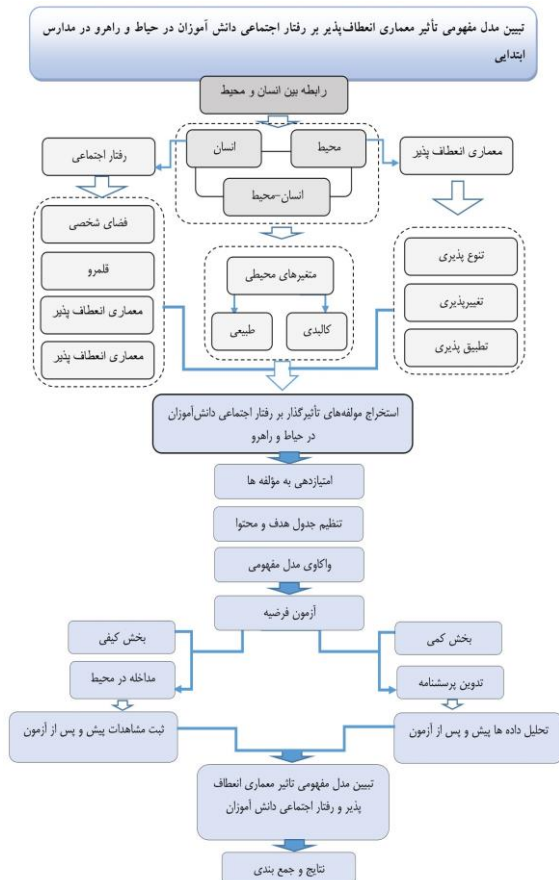 تبیین مدل مفهومی تأثیر معماری انعطاف‌پذیر بر رفتار اجتماعی دانش آموزان در حیاط و راهرو در مدارس
ابتدایی
رابطه بین انسان و محیط
رفتار اجتماعی
انسان
محیط
معماری انعطاف پذیر
انسان-محیط
فضای شخصی
قلمرو
معماری انعطاف پذیر
معماری انعطاف پذیر
متغیرهای محیطی
طبیعی
کالبدی
تنوع پذیری
تغییرپذیری
تطبیق پذیری
استخراج مولفه‌های تأثیرگذار بر رفتار اجتماعی دانش‌آموزان
در حیاط و راهرو
امتیازدهی به مؤلفه ها
تنظیم جدول هدف و محتوا
واکاوی مدل مفهومی
آزمون فرضیه
بخش کمی
بخش کیفی
تدوین پرسشنامه
مداخله در محیط
تحلیل داده ها پیش و پس از آزمون
ثبت مشاهدات پیش و پس از آزمون
تبیین مدل مفهومی تاثیر معماری انعطاف
پذیر و رفتار اجتماعی دانش آموزان
نتایج و جمع بندی